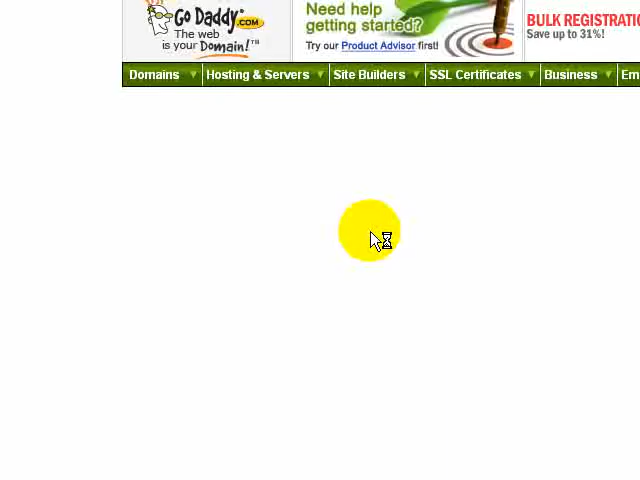 Go Daddy.COM
The web
is your Domain!™
Need help
getting started?
Try our Product Advisor first!
BULK REGISTRATIO
Save up to 31%!
Domains
Hosting & Servers
Site Builders
SSL Certificates
Business
Em